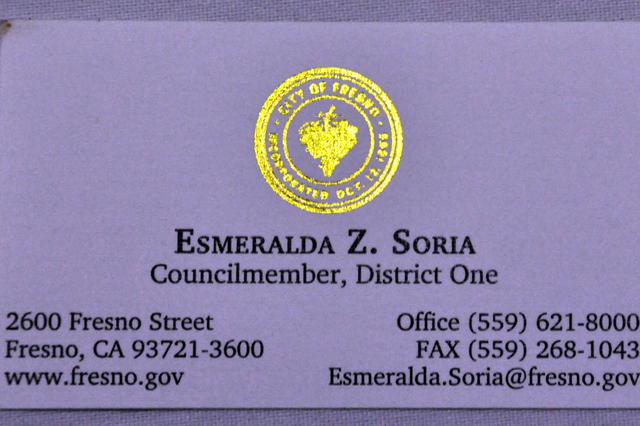 CITY OF FRESNO
INCORPORATED OCT. 12, 1885
ESMERALDA Z. SORIA
Councilmember, District One
2600 Fresno Street
Fresno, CA 93721-3600
www.fresno.gov
Office (559) 621-8000
FAX (559) 268-1043
Esmeralda.Soria@fresno.gov